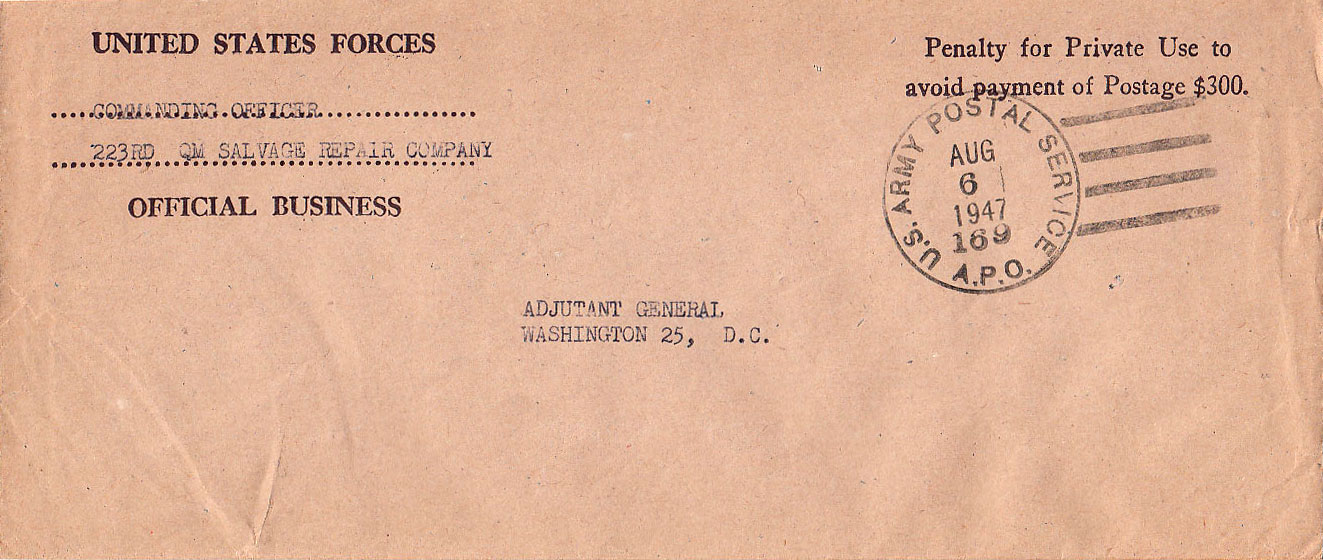 UNITED STATES FORCES
COMMANDING OFFICER
223RD QM SALVAGE REPAIR COMPANY
OFFICIAL BUSINESS
Penalty for Private Use to
avoid payment of Postage $300.
U.S. ARMY POSTAL SERVICE
AUG
6
1947
169
A.P.O.
ADJUTANT GENERAL
WASHINGTON 25, D.C.